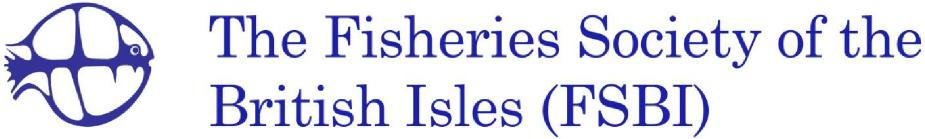 The Fisheries Society of the
British Isles (FSBI)